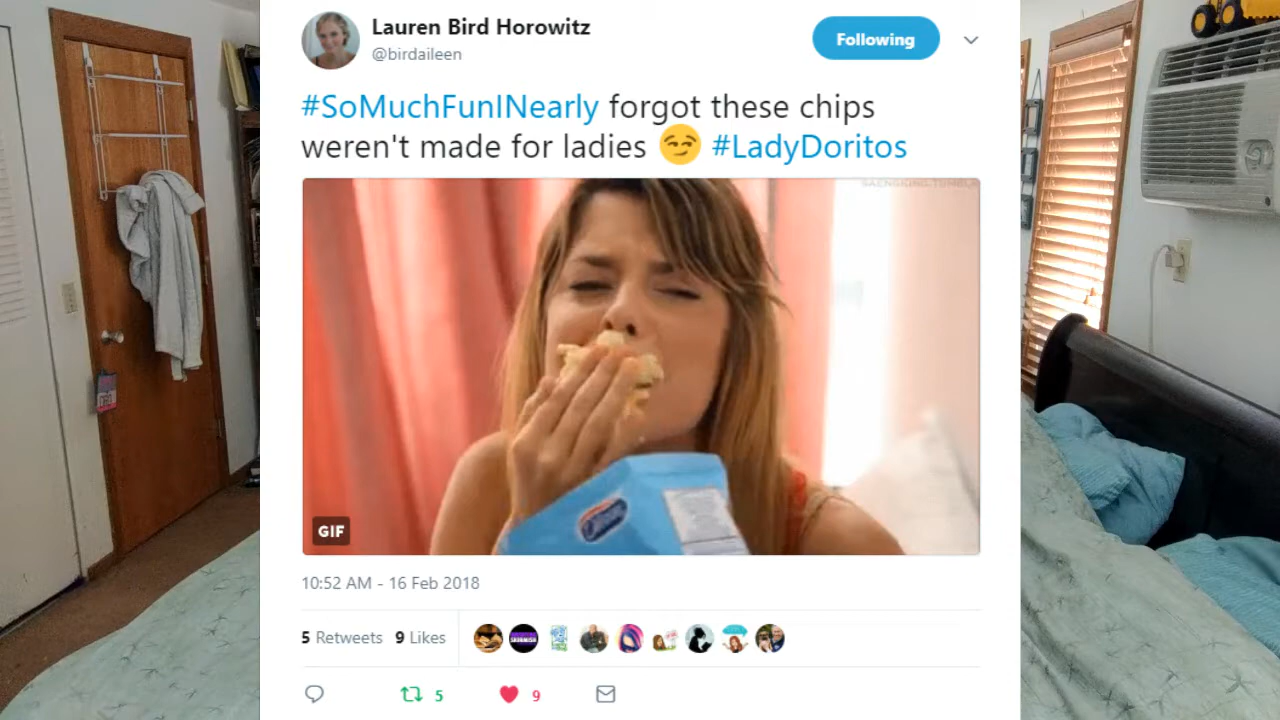 Lauren Bird Horowitz
@birdaileen
Following
#SoMuchFunINearly forgot these chips
weren't made for ladies 😏 #LadyDoritos
GIF
10:52 AM - 16 Feb 2018
5 Retweets 9 Likes
5
9